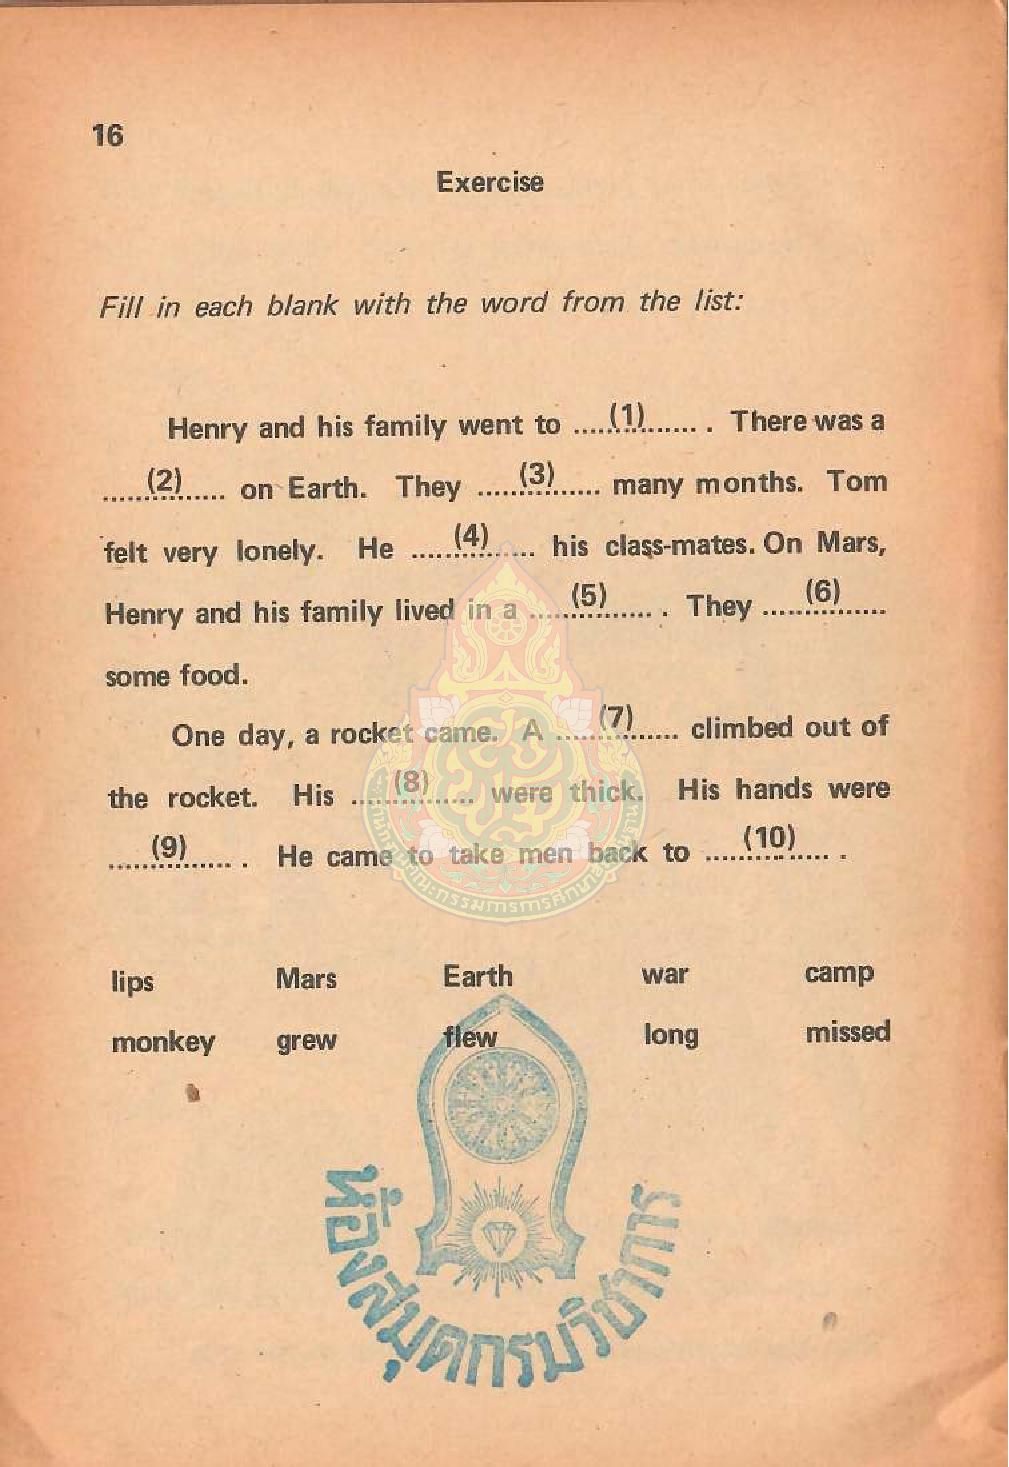 16
Exercise
Fill in each blank with the word from the list:
Henry and his family went to ......(1)....... . There was a
......(2)...... on Earth. They ......(3)....... many months. Tom
felt very lonely. He ......(4)....... his class-mates. On Mars,
Henry and his family lived in a ......(5)....... . They ......(6).......
some food.
One day, a rocket came. A ......(7)....... climbed out of
the rocket. His ......(8)....... were thick. His hands were
......(9)....... . He came to take men back to ......(10)....... .
lips Mars Earth war camp
monkey grew flew long missed
ห้องสมุดกรมวิชาการ